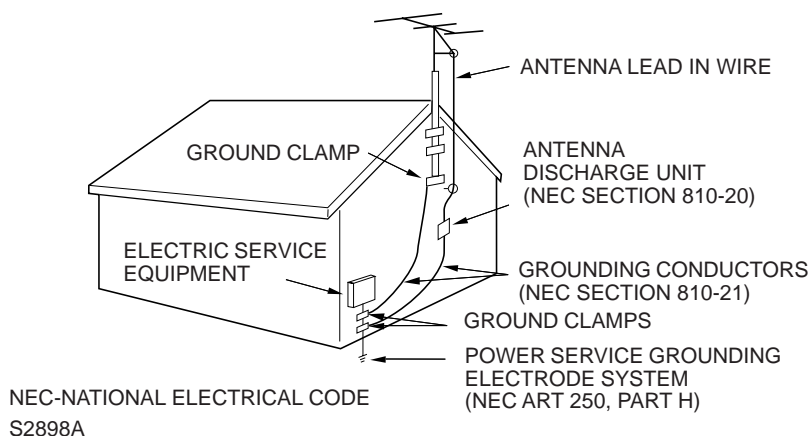 ANTENNA LEAD IN WIRE
GROUND CLAMP
ANTENNA
DISCHARGE UNIT
(NEC SECTION 810-20)
ELECTRIC SERVICE
EQUIPMENT
GROUNDING CONDUCTORS
(NEC SECTION 810-21)
GROUND CLAMPS
POWER SERVICE GROUNDING
ELECTRODE SYSTEM
(NEC ART 250, PART H)
NEC-NATIONAL ELECTRICAL CODE
S2898A